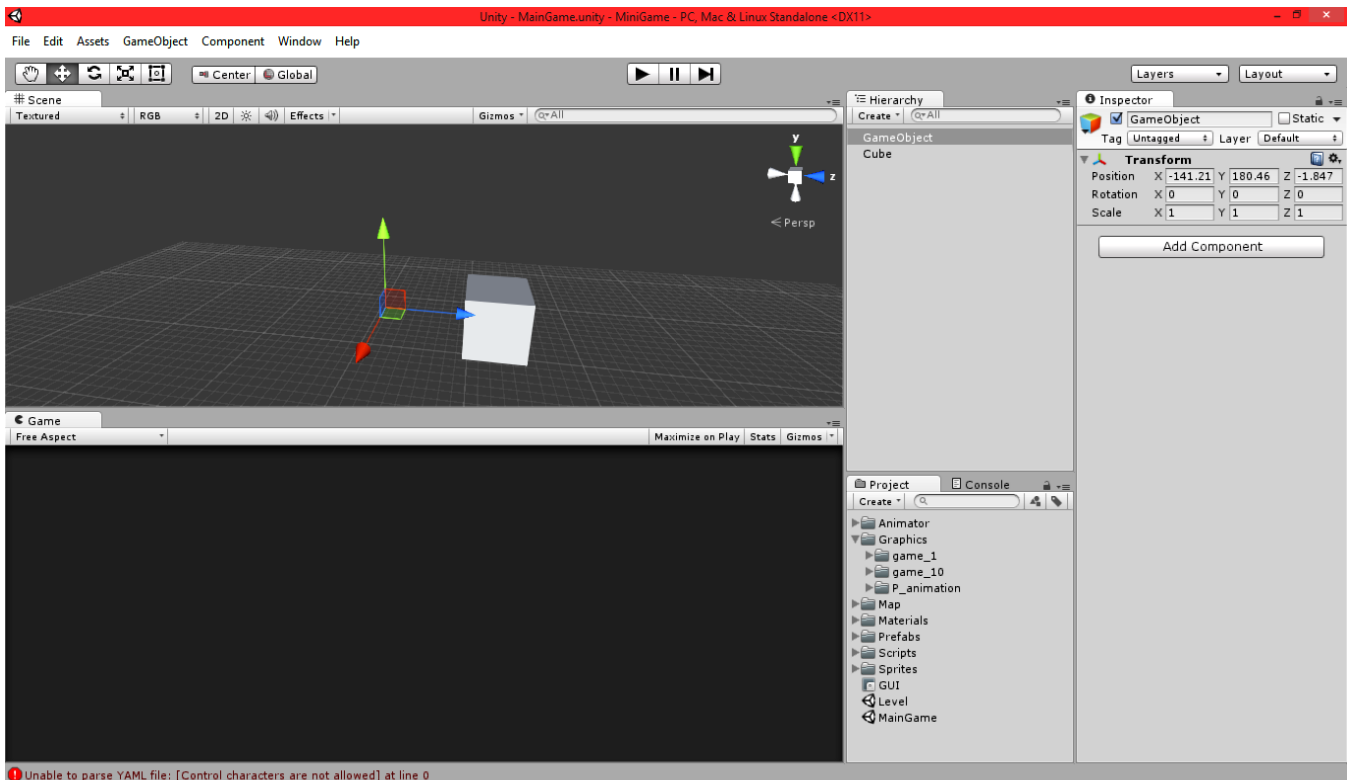 Unity - MainGame.unity - MiniGame - PC, Mac & Linux Standalone <DX11>
File Edit Assets GameObject Component Window Help
Center Global
Layers Layout
Scene
Textured RGB 2D Effects Gizmos All
y
z
Persp
Game
Free Aspect Maximize on Play Stats Gizmos
Hierarchy
Create All
GameObject
Cube
Project Console
Create
Animator
Graphics
game_1
game_10
P_animation
Map
Materials
Prefabs
Scripts
Sprites
GUI
Level
MainGame
Inspector
GameObject Static
Tag Untagged Layer Default
Transform
Position X -141.21 Y 180.46 Z -1.847
Rotation X 0 Y 0 Z 0
Scale X 1 Y 1 Z 1
Add Component
Unable to parse YAML file: [Control characters are not allowed] at line 0